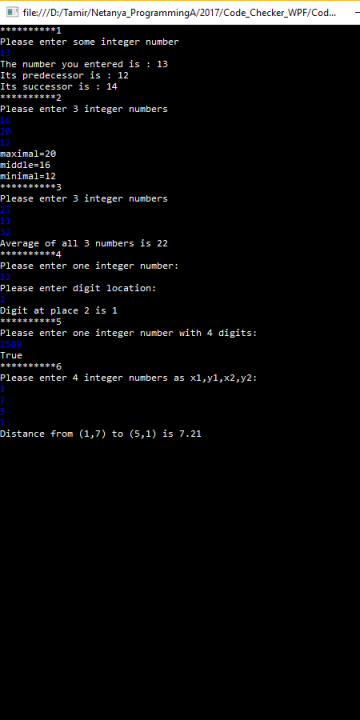 file:///D:/Tamir/Netanya_ProgrammingA/2017/Code_Checker_WPF/Cod...
**********1
Please enter some integer number
13
The number you entered is : 13
Its predecessor is : 12
Its successor is : 14
**********2
Please enter 3 integer numbers
16
20
12
maximal=20
middle=16
minimal=12
**********3
Please enter 3 integer numbers
23
11
32
Average of all 3 numbers is 22
**********4
Please enter one integer number:
Please enter digit location:
2
Digit at place 2 is 1
**********5
Please enter one integer number with 4 digits:
True
**********6
Please enter 4 integer numbers as x1,y1,x2,y2:
1
7
5
1
Distance from (1,7) to (5,1) is 7.21